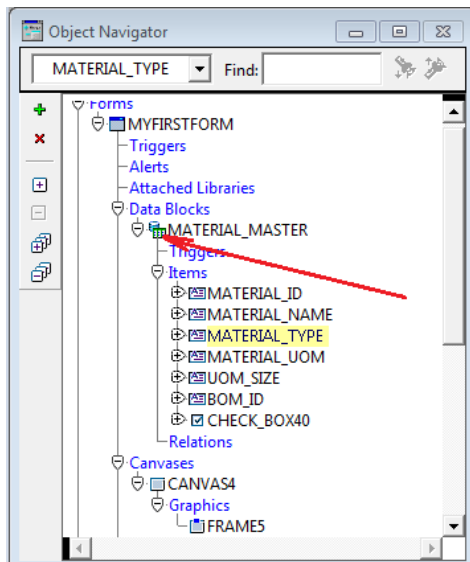 Object Navigator
MATERIAL_TYPE Find:
Forms
MYFIRSTFORM
Triggers
Alerts
Attached Libraries
Data Blocks
MATERIAL_MASTER
Triggers
Items
MATERIAL_ID
MATERIAL_NAME
MATERIAL_TYPE
MATERIAL_UOM
UOM_SIZE
BOM_ID
CHECK_BOX40
Relations
Canvases
CANVAS4
Graphics
FRAME5